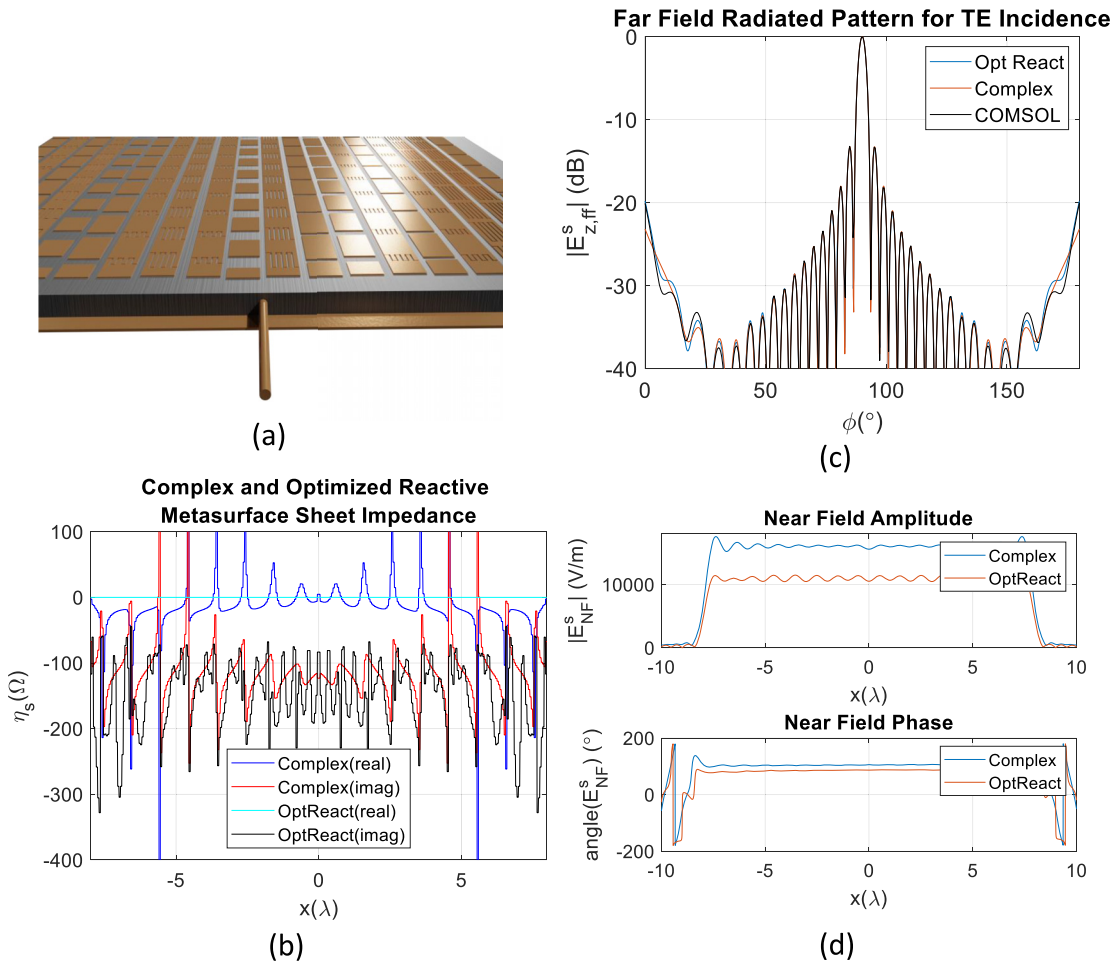 (a)
Complex and Optimized Reactive
Metasurface Sheet Impedance
100
0
-100
-200
-300
-400
ηs(Ω)
-5
0
5
x(λ)
Complex(real)
Complex(imag)
OptReact(real)
OptReact(imag)
(b)
Far Field Radiated Pattern for TE Incidence
0
-10
-20
-30
-40
|E^s_z,ff| (dB)
0
50
100
150
ϕ(°)
Opt React
Complex
COMSOL
(c)
Near Field Amplitude
10000
0
|E^s_NF| (V/m)
-10
-5
0
5
10
x(λ)
Complex
OptReact
Near Field Phase
200
0
-200
angle(E^s_NF) (°)
-10
-5
0
5
10
x(λ)
Complex
OptReact
(d)